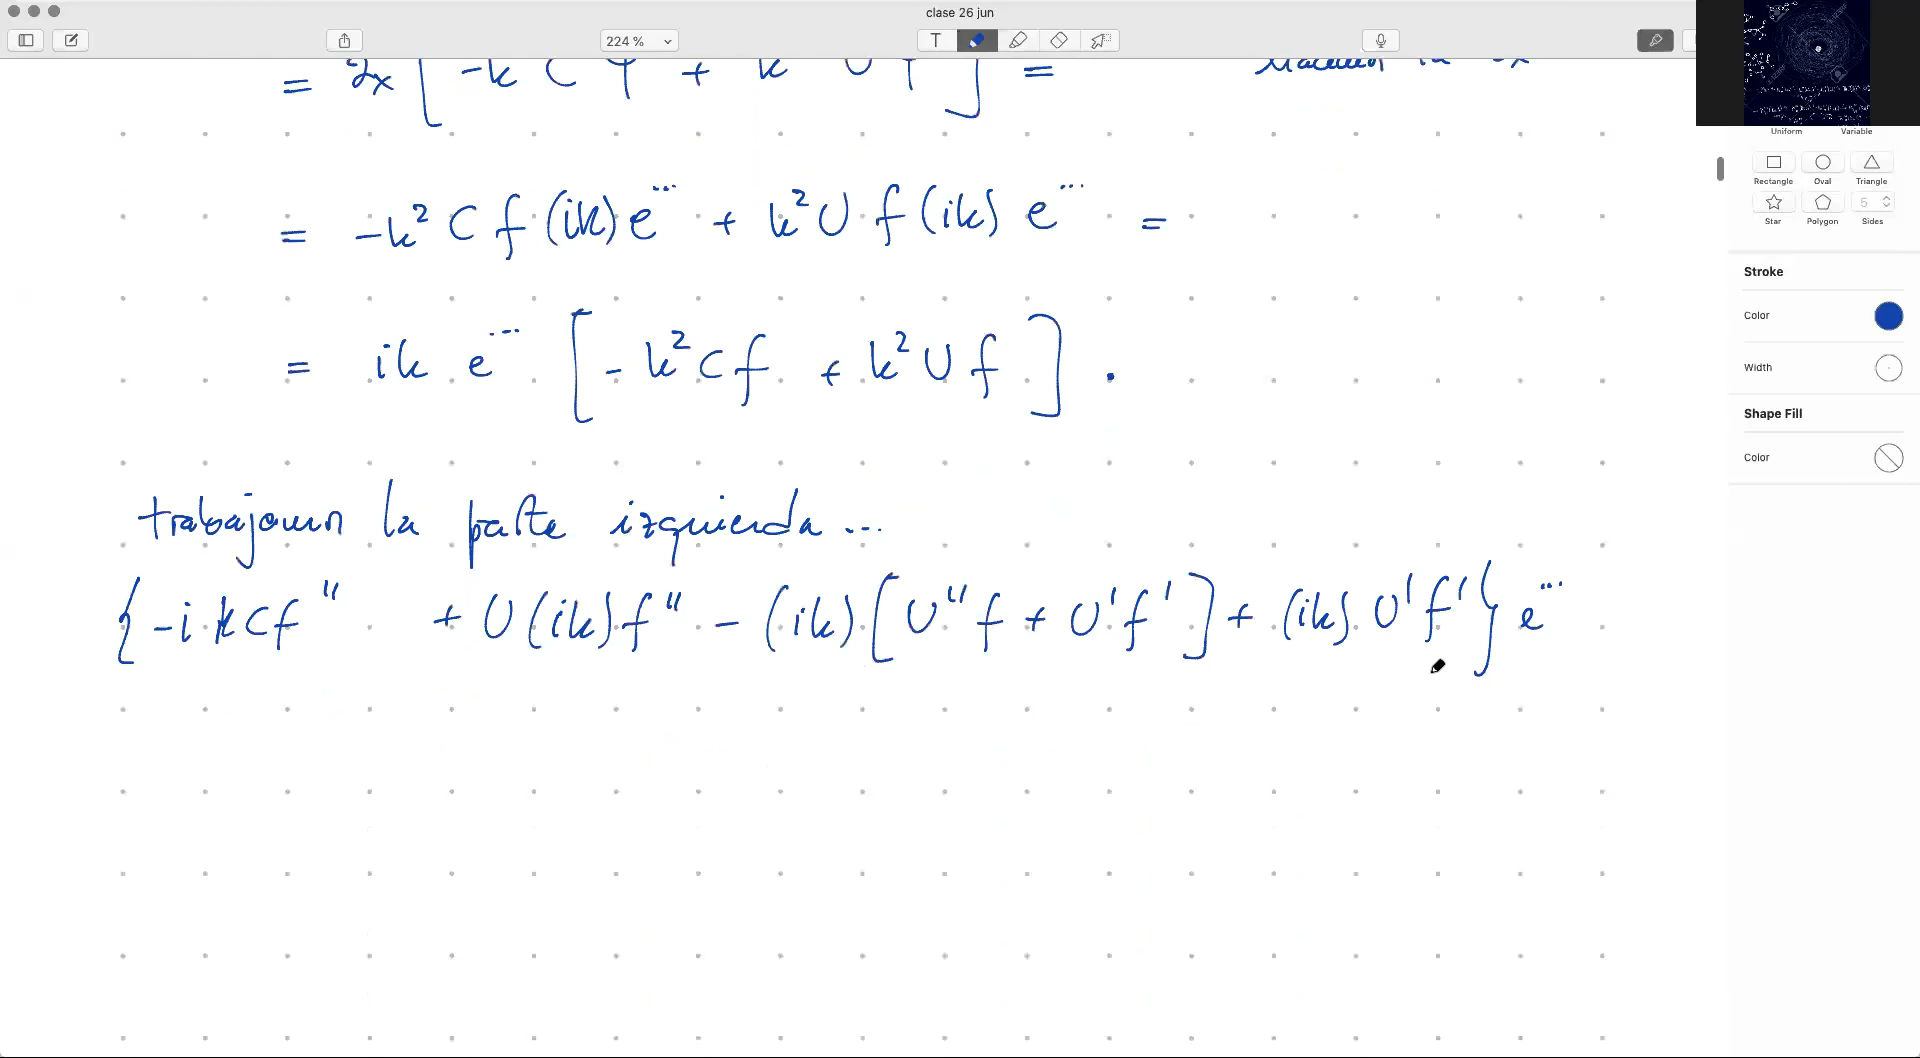 clase 26 jun
224 %
T
= ∂x [ -k C φ + k U φ ] =
Uniform Variable
Rectangle Oval Triangle
5
Star Polygon Sides
= -k² C f (ik) e^… + k² U f (ik) e^… =
Stroke
Color
= ik e^… [ - k² C f + k² U f ] .
Width
Shape Fill
Color
la parte izquierda ...
{ -i k C f'' + U (ik) f'' - (ik) [ U'' f + U' f' ] + (ik) U' f' } e^…